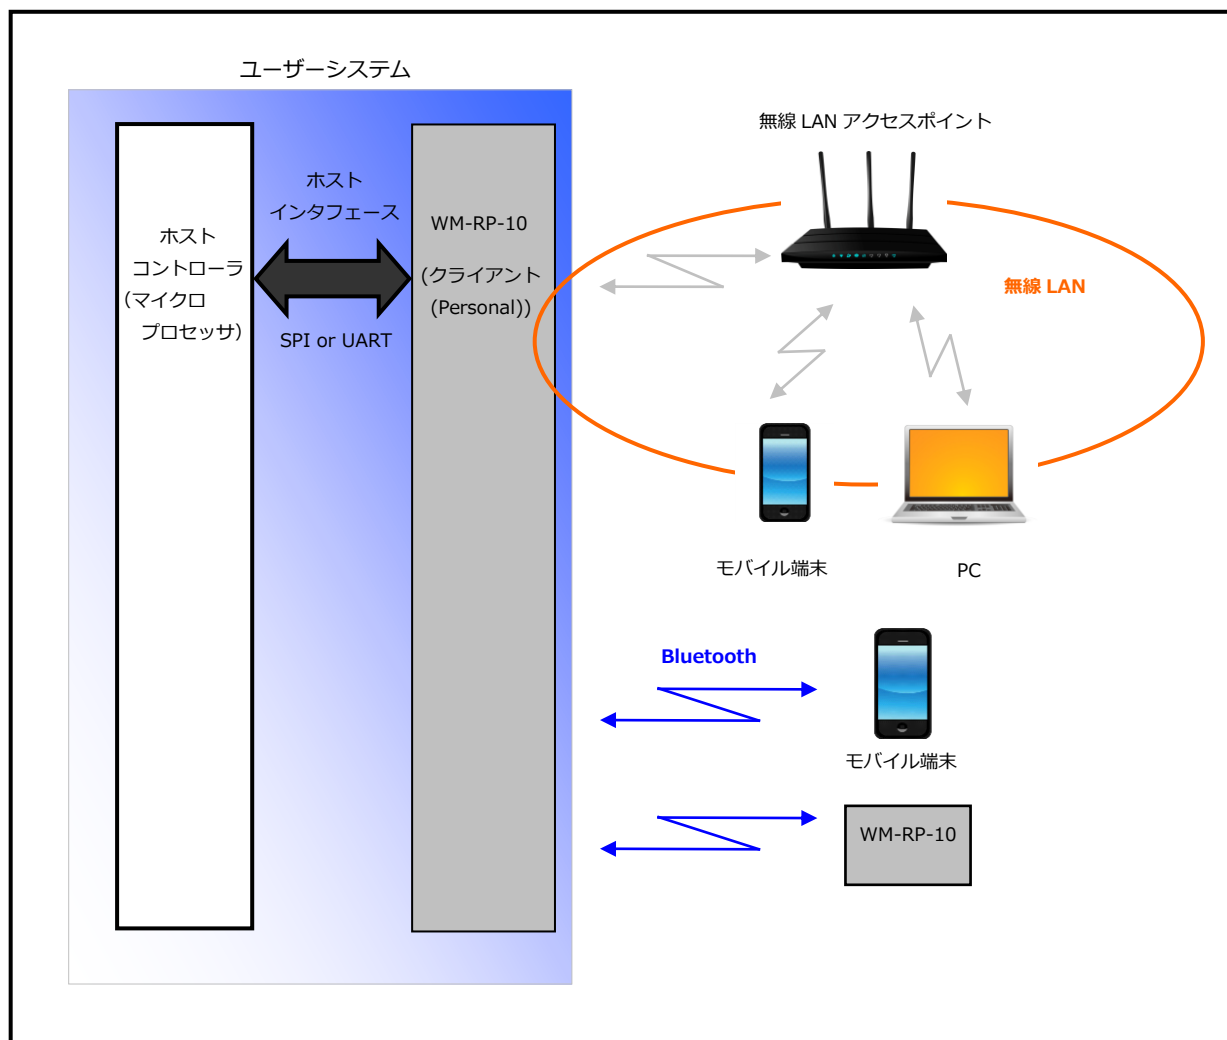 ユーザーシステム
無線 LAN アクセスポイント
ホスト
インタフェース
ホスト
コントローラ
(マイクロ
プロセッサ)
SPI or UART
WM-RP-10
(クライアント
(Personal))
無線 LAN
モバイル端末
PC
Bluetooth
モバイル端末
WM-RP-10